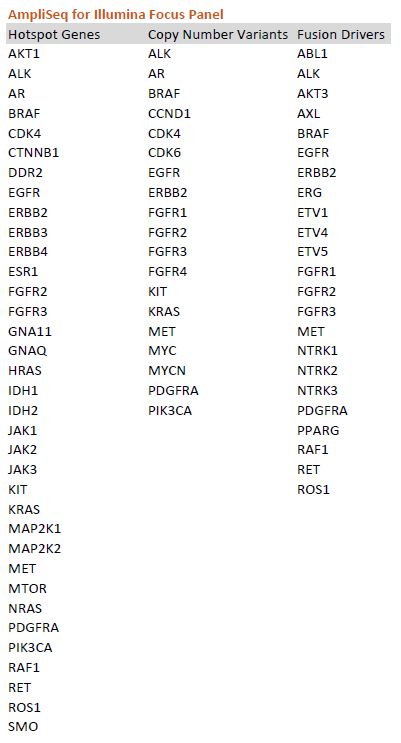 AmpliSeq for Illumina Focus Panel
Hotspot Genes Copy Number Variants Fusion Drivers
AKT1 ALK ABL1
ALK AR ALK
AR BRAF AKT3
BRAF CCND1 AXL
CDK4 CDK4 BRAF
CTNNB1 CDK6 EGFR
DDR2 EGFR ERBB2
EGFR ERBB2 ERG
ERBB2 FGFR1 ETV1
ERBB3 FGFR2 ETV4
ERBB4 FGFR3 ETV5
ESR1 FGFR4 FGFR1
FGFR2 KIT FGFR2
FGFR3 KRAS FGFR3
GNA11 MET MET
GNAQ MYC NTRK1
HRAS MYCN NTRK2
IDH1 PDGFRA NTRK3
IDH2 PIK3CA PDGFRA
JAK1 PPARG
JAK2 RAF1
JAK3 RET
KIT ROS1
KRAS
MAP2K1
MAP2K2
MET
MTOR
NRAS
PDGFRA
PIK3CA
RAF1
RET
ROS1
SMO